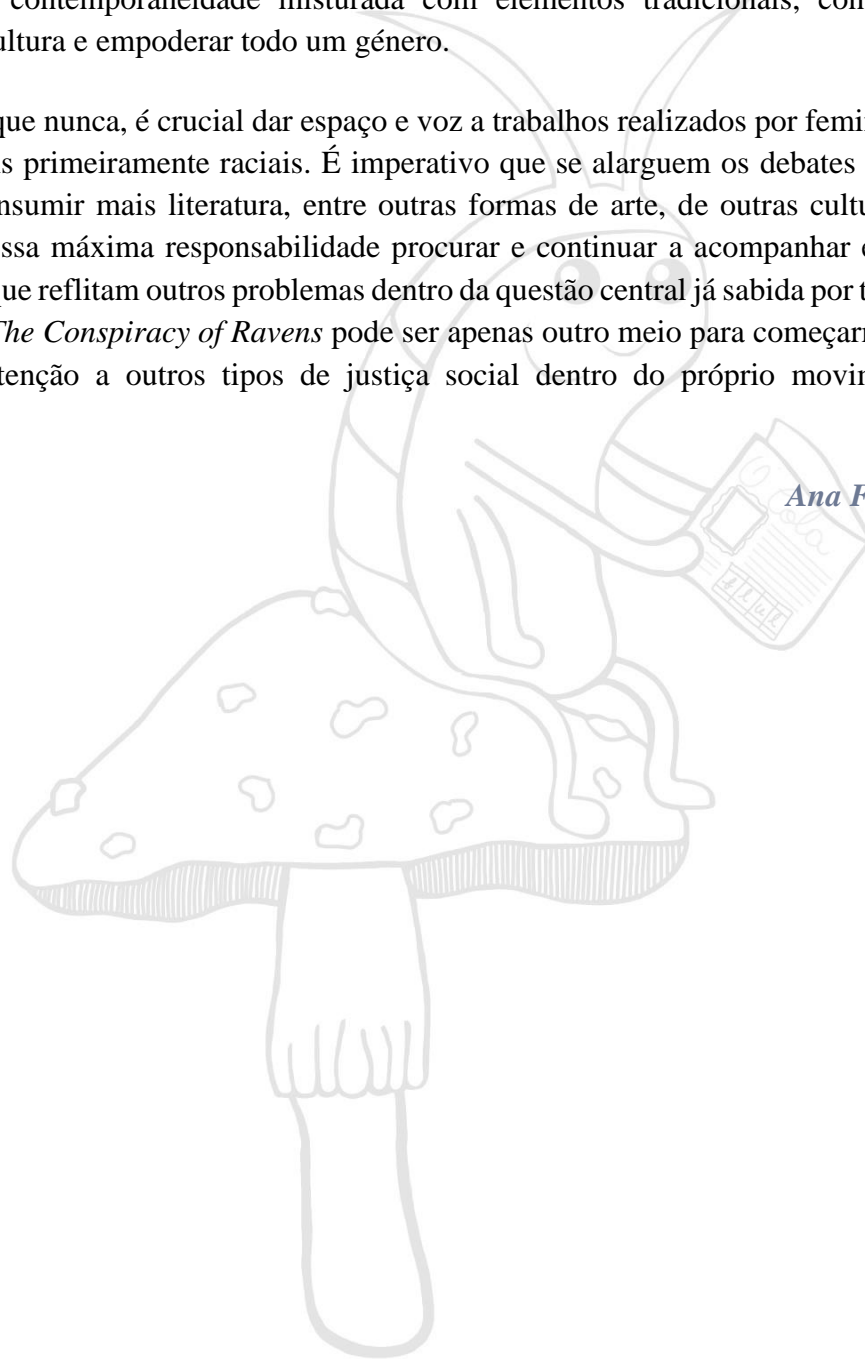 contemporaneidade misturada com elementos tradicionais, com
ultura e empoderar todo um género.
que nunca, é crucial dar espaço e voz a trabalhos realizados por femi
s primeiramente raciais. É imperativo que se alarguem os debates
nsumir mais literatura, entre outras formas de arte, de outras cultu
ssa máxima responsabilidade procurar e continuar a acompanhar
que reflitam outros problemas dentro da questão central já sabida por t
The Conspiracy of Ravens pode ser apenas outro meio para começar
tenção a outros tipos de justiça social dentro do próprio movi
Ana F